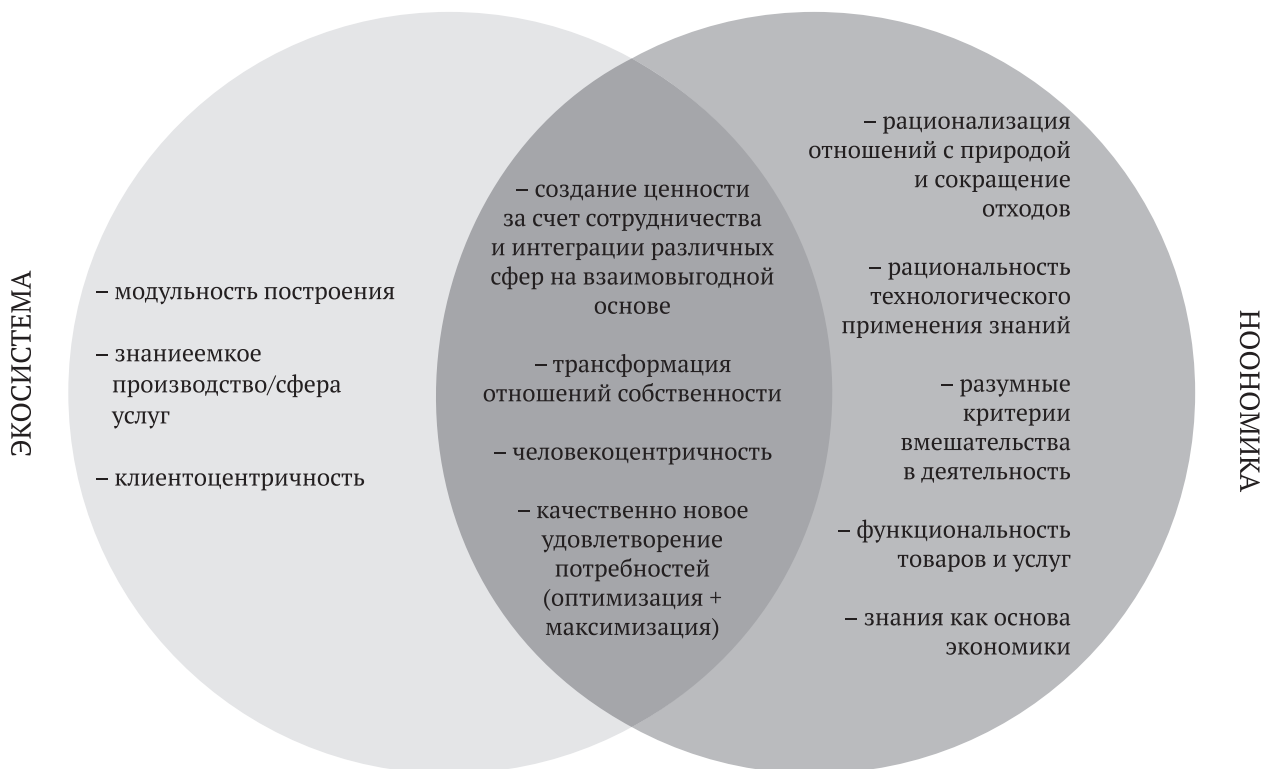 ЭКОСИСТЕМА
– модульность построения
– знаниеемкое
производство/сфера
услуг
– клиентоцентричность
– создание ценности
за счет сотрудничества
и интеграции различных
сфер на взаимовыгодной
основе
– трансформация
отношений собственности
– человекоцентричность
– качественно новое
удовлетворение
потребностей
(оптимизация +
максимизация)
– рационализация
отношений с природой
и сокращение
отходов
– рациональность
технологического
применения знаний
– разумные
критерии
вмешательства
в деятельность
– функциональность
товаров и услуг
– знания как основа
экономики
НООНОМИКА